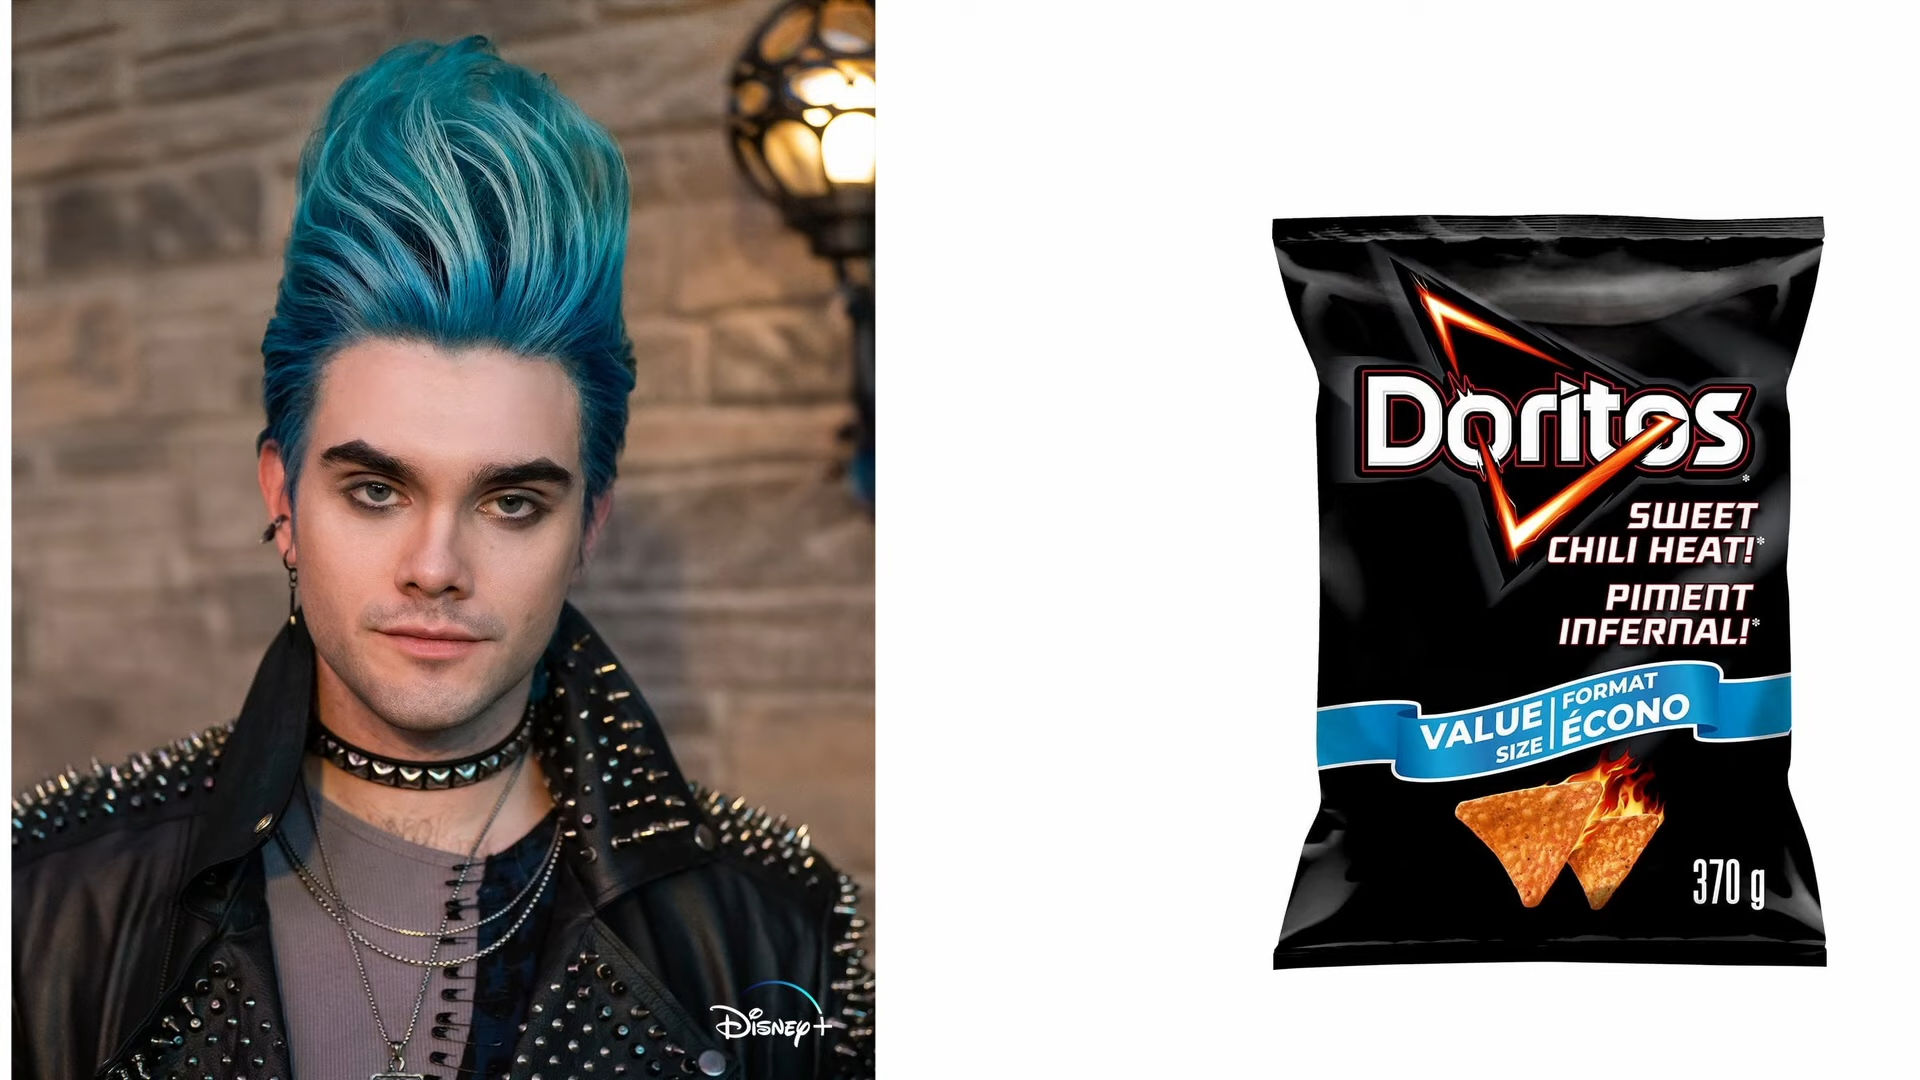 Disney+
Doritos
SWEET
CHILI HEAT!*
PIMENT
INFERNAL!*
VALUE
SIZE
FORMAT
ÉCONO
370 g